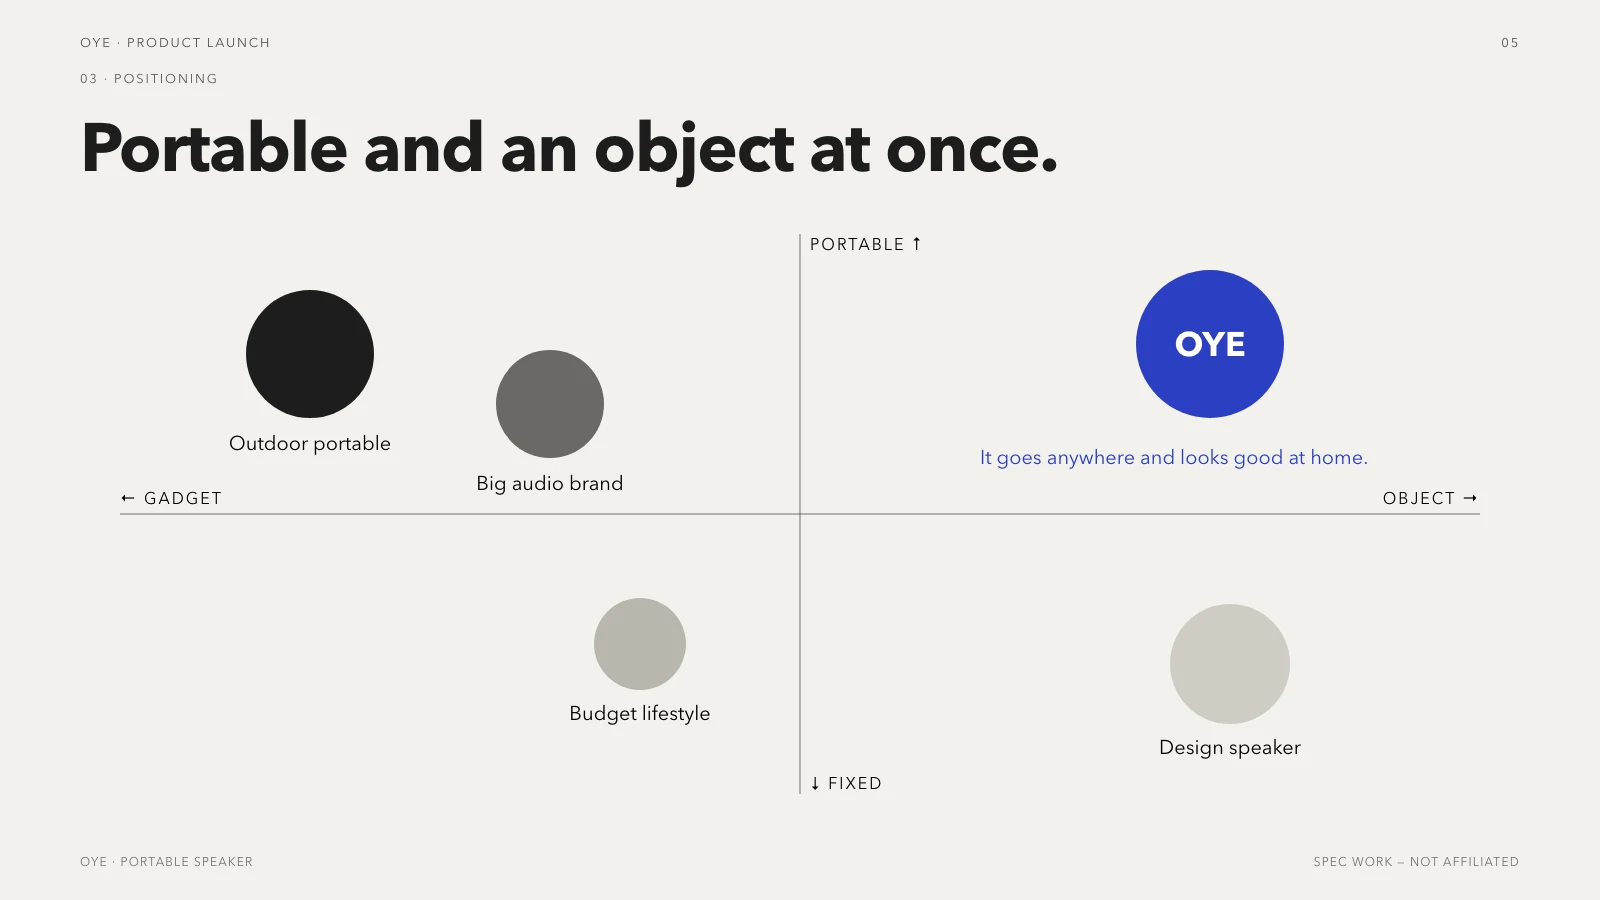 OYE · PRODUCT LAUNCH
05
03 · POSITIONING
Portable and an object at once.
PORTABLE ↑
OYE
Outdoor portable
It goes anywhere and looks good at home.
Big audio brand
← GADGET
OBJECT →
Budget lifestyle
Design speaker
↓ FIXED
OYE · PORTABLE SPEAKER
SPEC WORK – NOT AFFILIATED